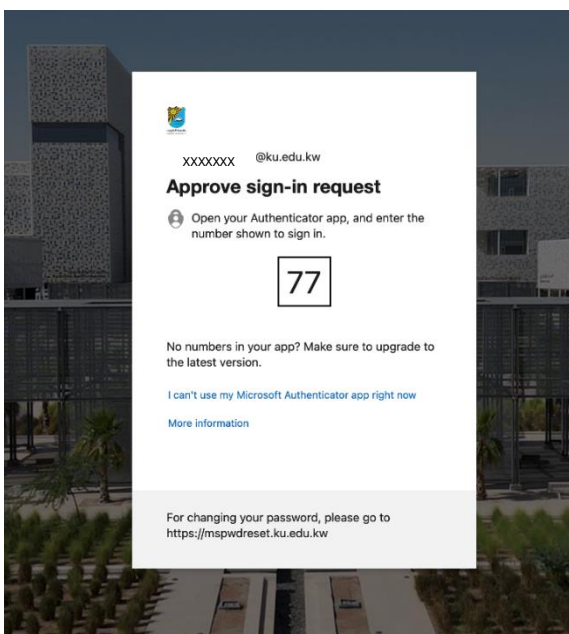 XXXXXXX @ku.edu.kw
Approve sign-in request
Open your Authenticator app, and enter the
number shown to sign in.
77
No numbers in your app? Make sure to upgrade to
the latest version.
I can't use my Microsoft Authenticator app right now
More information
For changing your password, please go to
https://mspwdreset.ku.edu.kw